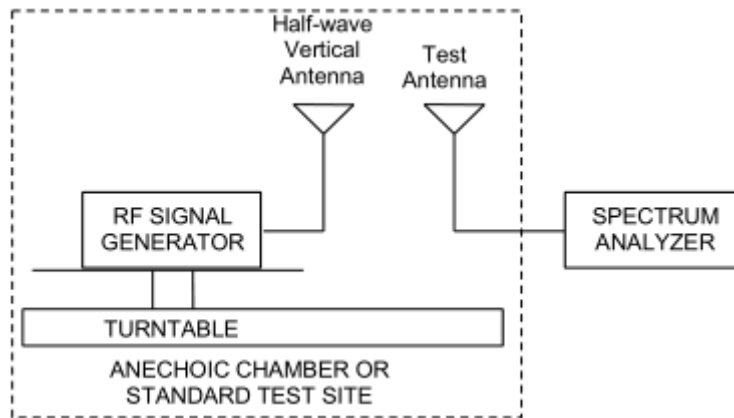 Half-wave
Vertical
Antenna
Test
Antenna
RF SIGNAL
GENERATOR
SPECTRUM
ANALYZER
TURNTABLE
ANECHOIC CHAMBER OR
STANDARD TEST SITE